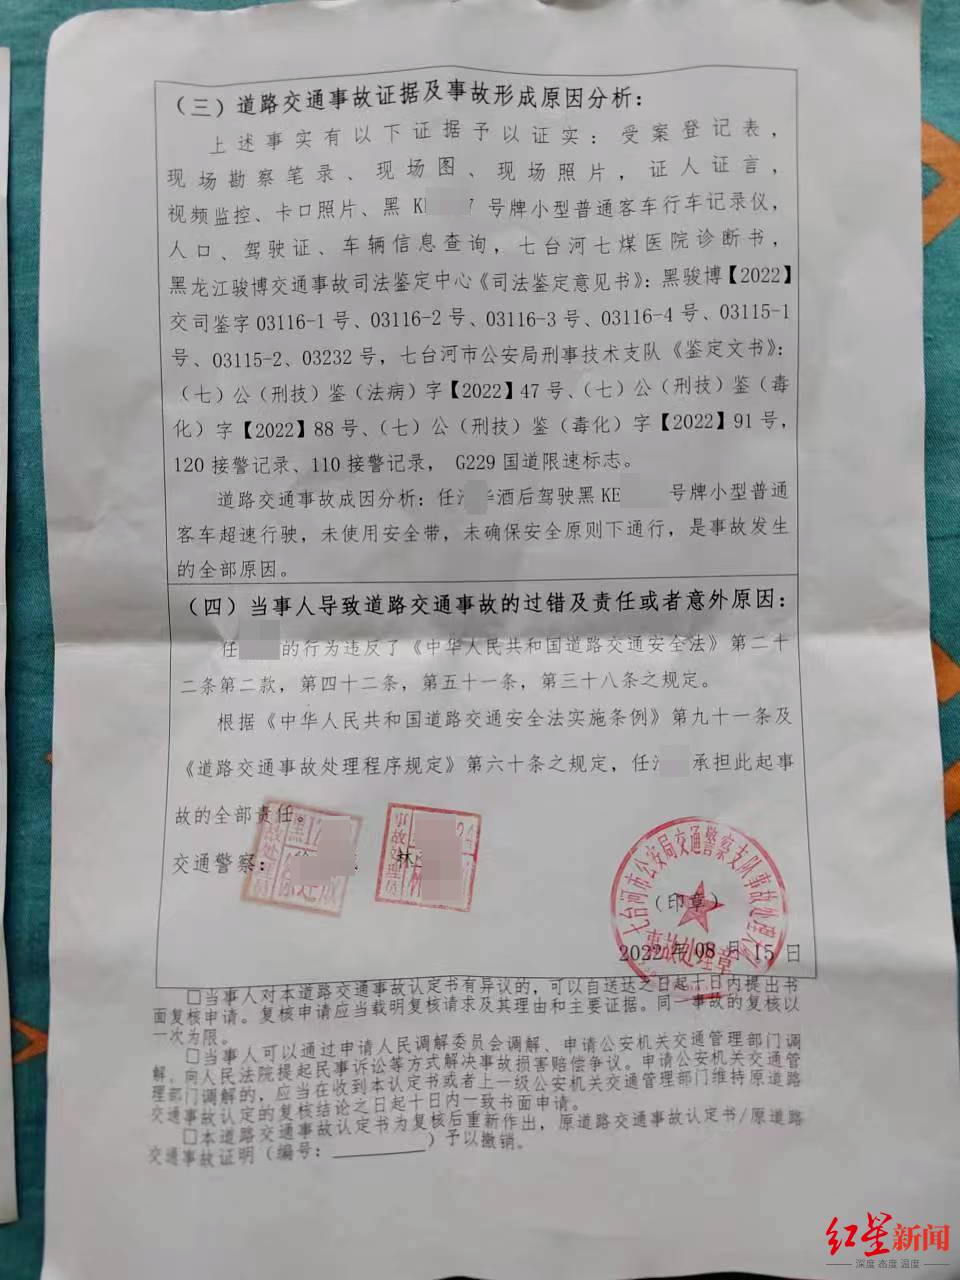 （三）道路交通事故证据及事故形成原因分析：
上述事实有以下证据予以证实：受案登记表，
现场勘察笔录、现场图、现场照片，证人证言，
视频监控、卡口照片、黑 K 7 号牌小型普通客车行车记录仪，
人口、驾驶证、车辆信息查询，七台河七煤医院诊断书，
黑龙江骏博交通事故司法鉴定中心《司法鉴定意见书》：黑骏博【2022】
交司鉴字 03116-1 号、03116-2 号、03116-3 号、03116-4 号、03115-1
号、03115-2、03232 号，七台河市公安局刑事技术支队《鉴定文书》：
（七）公（刑技）鉴（法病）字【2022】47 号、（七）公（刑技）鉴（毒
化）字【2022】88 号、（七）公（刑技）鉴（毒化）字【2022】91 号，
120 接警记录、110 接警记录， G229 国道限速标志。
道路交通事故成因分析：任 酒后驾驶黑 KE 号牌小型普通
客车超速行驶，未使用安全带，未确保安全原则下通行，是事故发生
的全部原因。
（四）当事人导致道路交通事故的过错及责任或者意外原因：
任 的行为违反了《中华人民共和国道路交通安全法》第二十
二条第二款，第四十二条，第五十一条，第三十八条之规定。
根据《中华人民共和国道路交通安全法实施条例》第九十一条及
《道路交通事故处理程序规定》第六十条之规定，任 承担此起事
故的全部责任。
交通警察： 林
事故处理员
事故处理员
七台河市公安局交通警察支队事故处理大
（印章）
事故处理章
2022 年 08 月 15 日
□当事人对本道路交通事故认定书有异议的，可以自送达之日起十日内提出书
面复核申请。复核申请应当载明复核请求及其理由和主要证据。同一事故的复核以
一次为限。
□当事人可以通过申请人民调解委员会调解、申请公安机关交通管理部门调
解、向人民法院提起民事诉讼等方式解决事故损害赔偿争议。申请公安机关交通管
理部门调解的，应当在收到本认定书或者上一级公安机关交通管理部门维持原道路
交通事故认定的复核结论之日起十日内一致书面申请。
□本道路交通事故认定书为复核后重新作出，原道路交通事故认定书/原道路
交通事故证明（编号：________）予以撤销。
红星新闻
深度 态度 温度